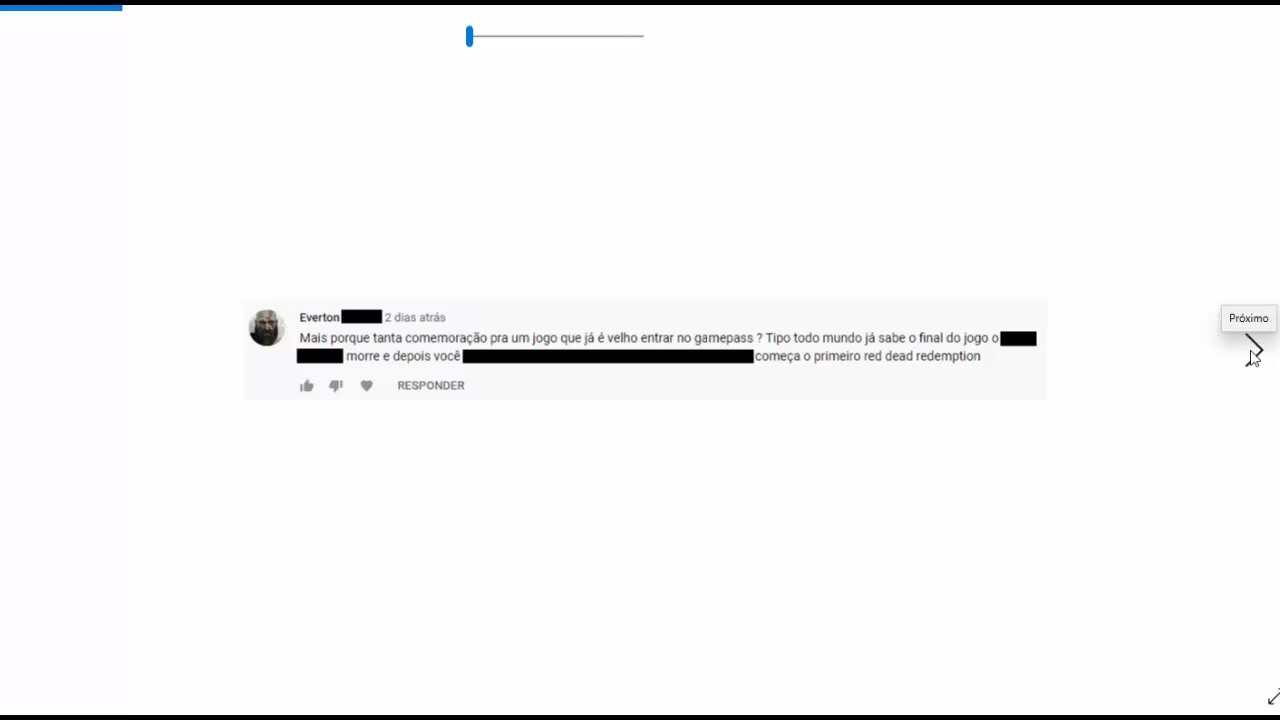 Everton 2 dias atrás
Mais porque tanta comemoração pra um jogo que já é velho entrar no gamepass ? Tipo todo mundo já sabe o final do jogo o
morre e depois você começa o primeiro red dead redemption
RESPONDER
Próximo